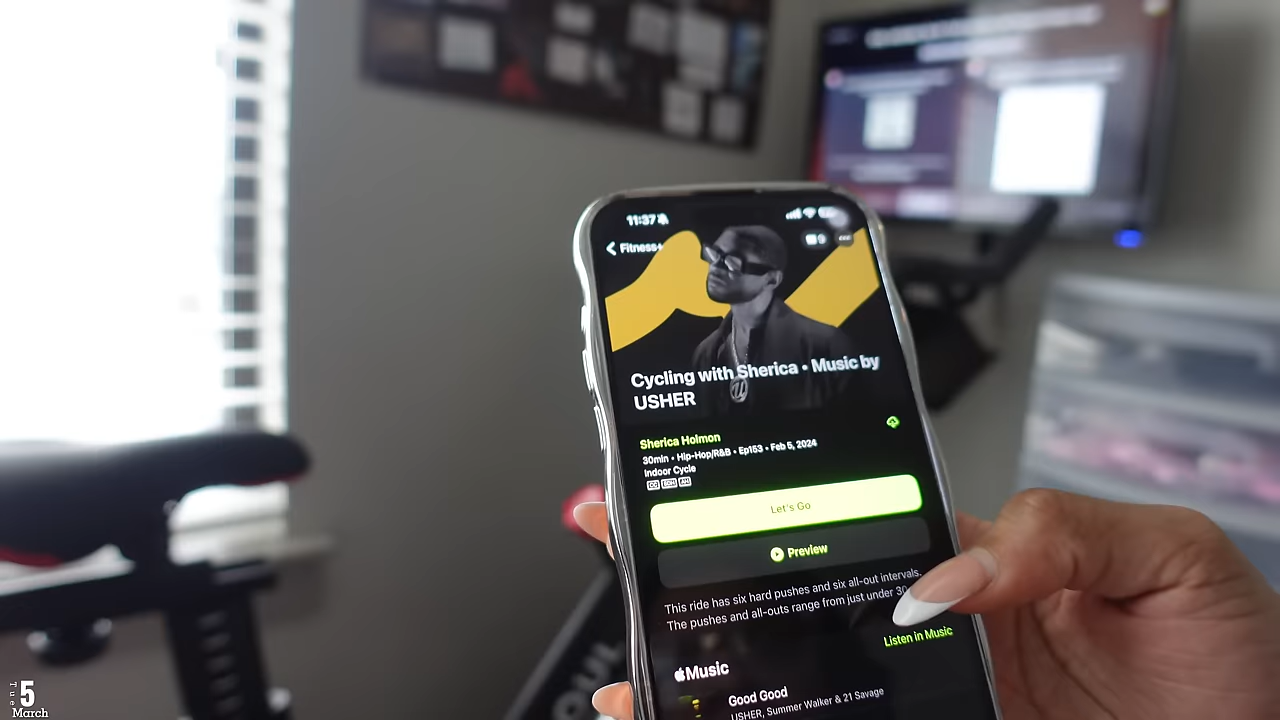 11:37
Fitness+
Cycling with Sherica • Music by
USHER
Sherica Holmon
30min • Hip-Hop/R&B • Ep153 • Feb 5, 2024
Indoor Cycle
Let's Go
Preview
This ride has six hard pushes and six all-out intervals.
The pushes and all-outs range from just under 30
Listen in Music
Music
Good Good
USHER, Summer Walker & 21 Savage
OUL
Tue
5
March